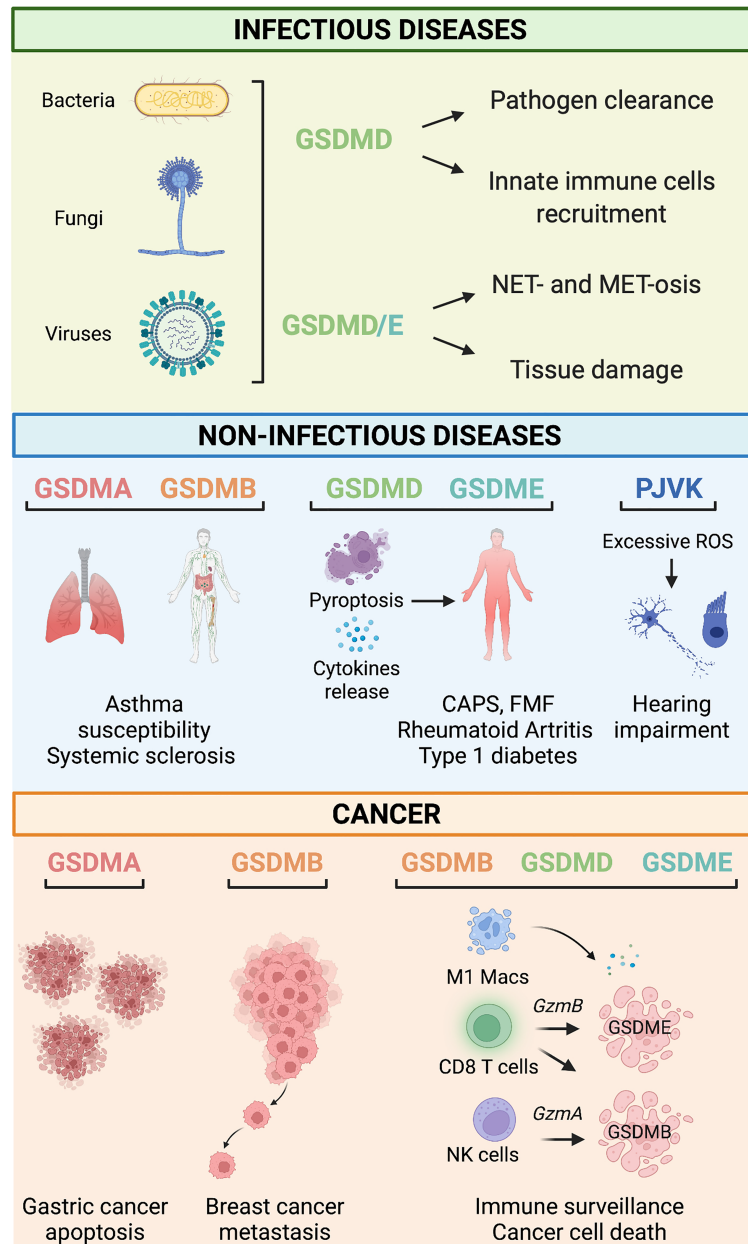 INFECTIOUS DISEASES
Bacteria
Fungi
Viruses
GSDMD
Pathogen clearance
Innate immune cells
recruitment
GSDMD/E
NET- and MET-osis
Tissue damage
NON-INFECTIOUS DISEASES
GSDMA GSDMB
Asthma
susceptibility
Systemic sclerosis
GSDMD GSDME
Pyroptosis
Cytokines
release
CAPS, FMF
Rheumatoid Artritis
Type 1 diabetes
PJVK
Excessive ROS
Hearing
impairment
CANCER
GSDMA
Gastric cancer
apoptosis
GSDMB
Breast cancer
metastasis
GSDMB GSDMD GSDME
M1 Macs
GzmB
GSDME
CD8 T cells
GzmA
GSDMB
NK cells
Immune surveillance
Cancer cell death